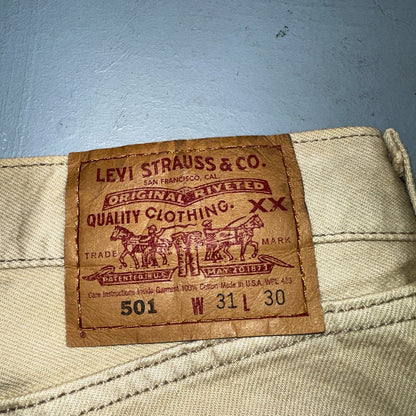 LEVI STRAUSS & CO.
SAN FRANCISCO, CAL.
ORIGINAL RIVETED
QUALITY CLOTHING. XX
TRADE MARK
PATENTED IN U.S. MAY 20 1873
Care Instructions Inside Garment 100% Cotton Made in U.S.A. WPL 423
501 W 31 L 30
®